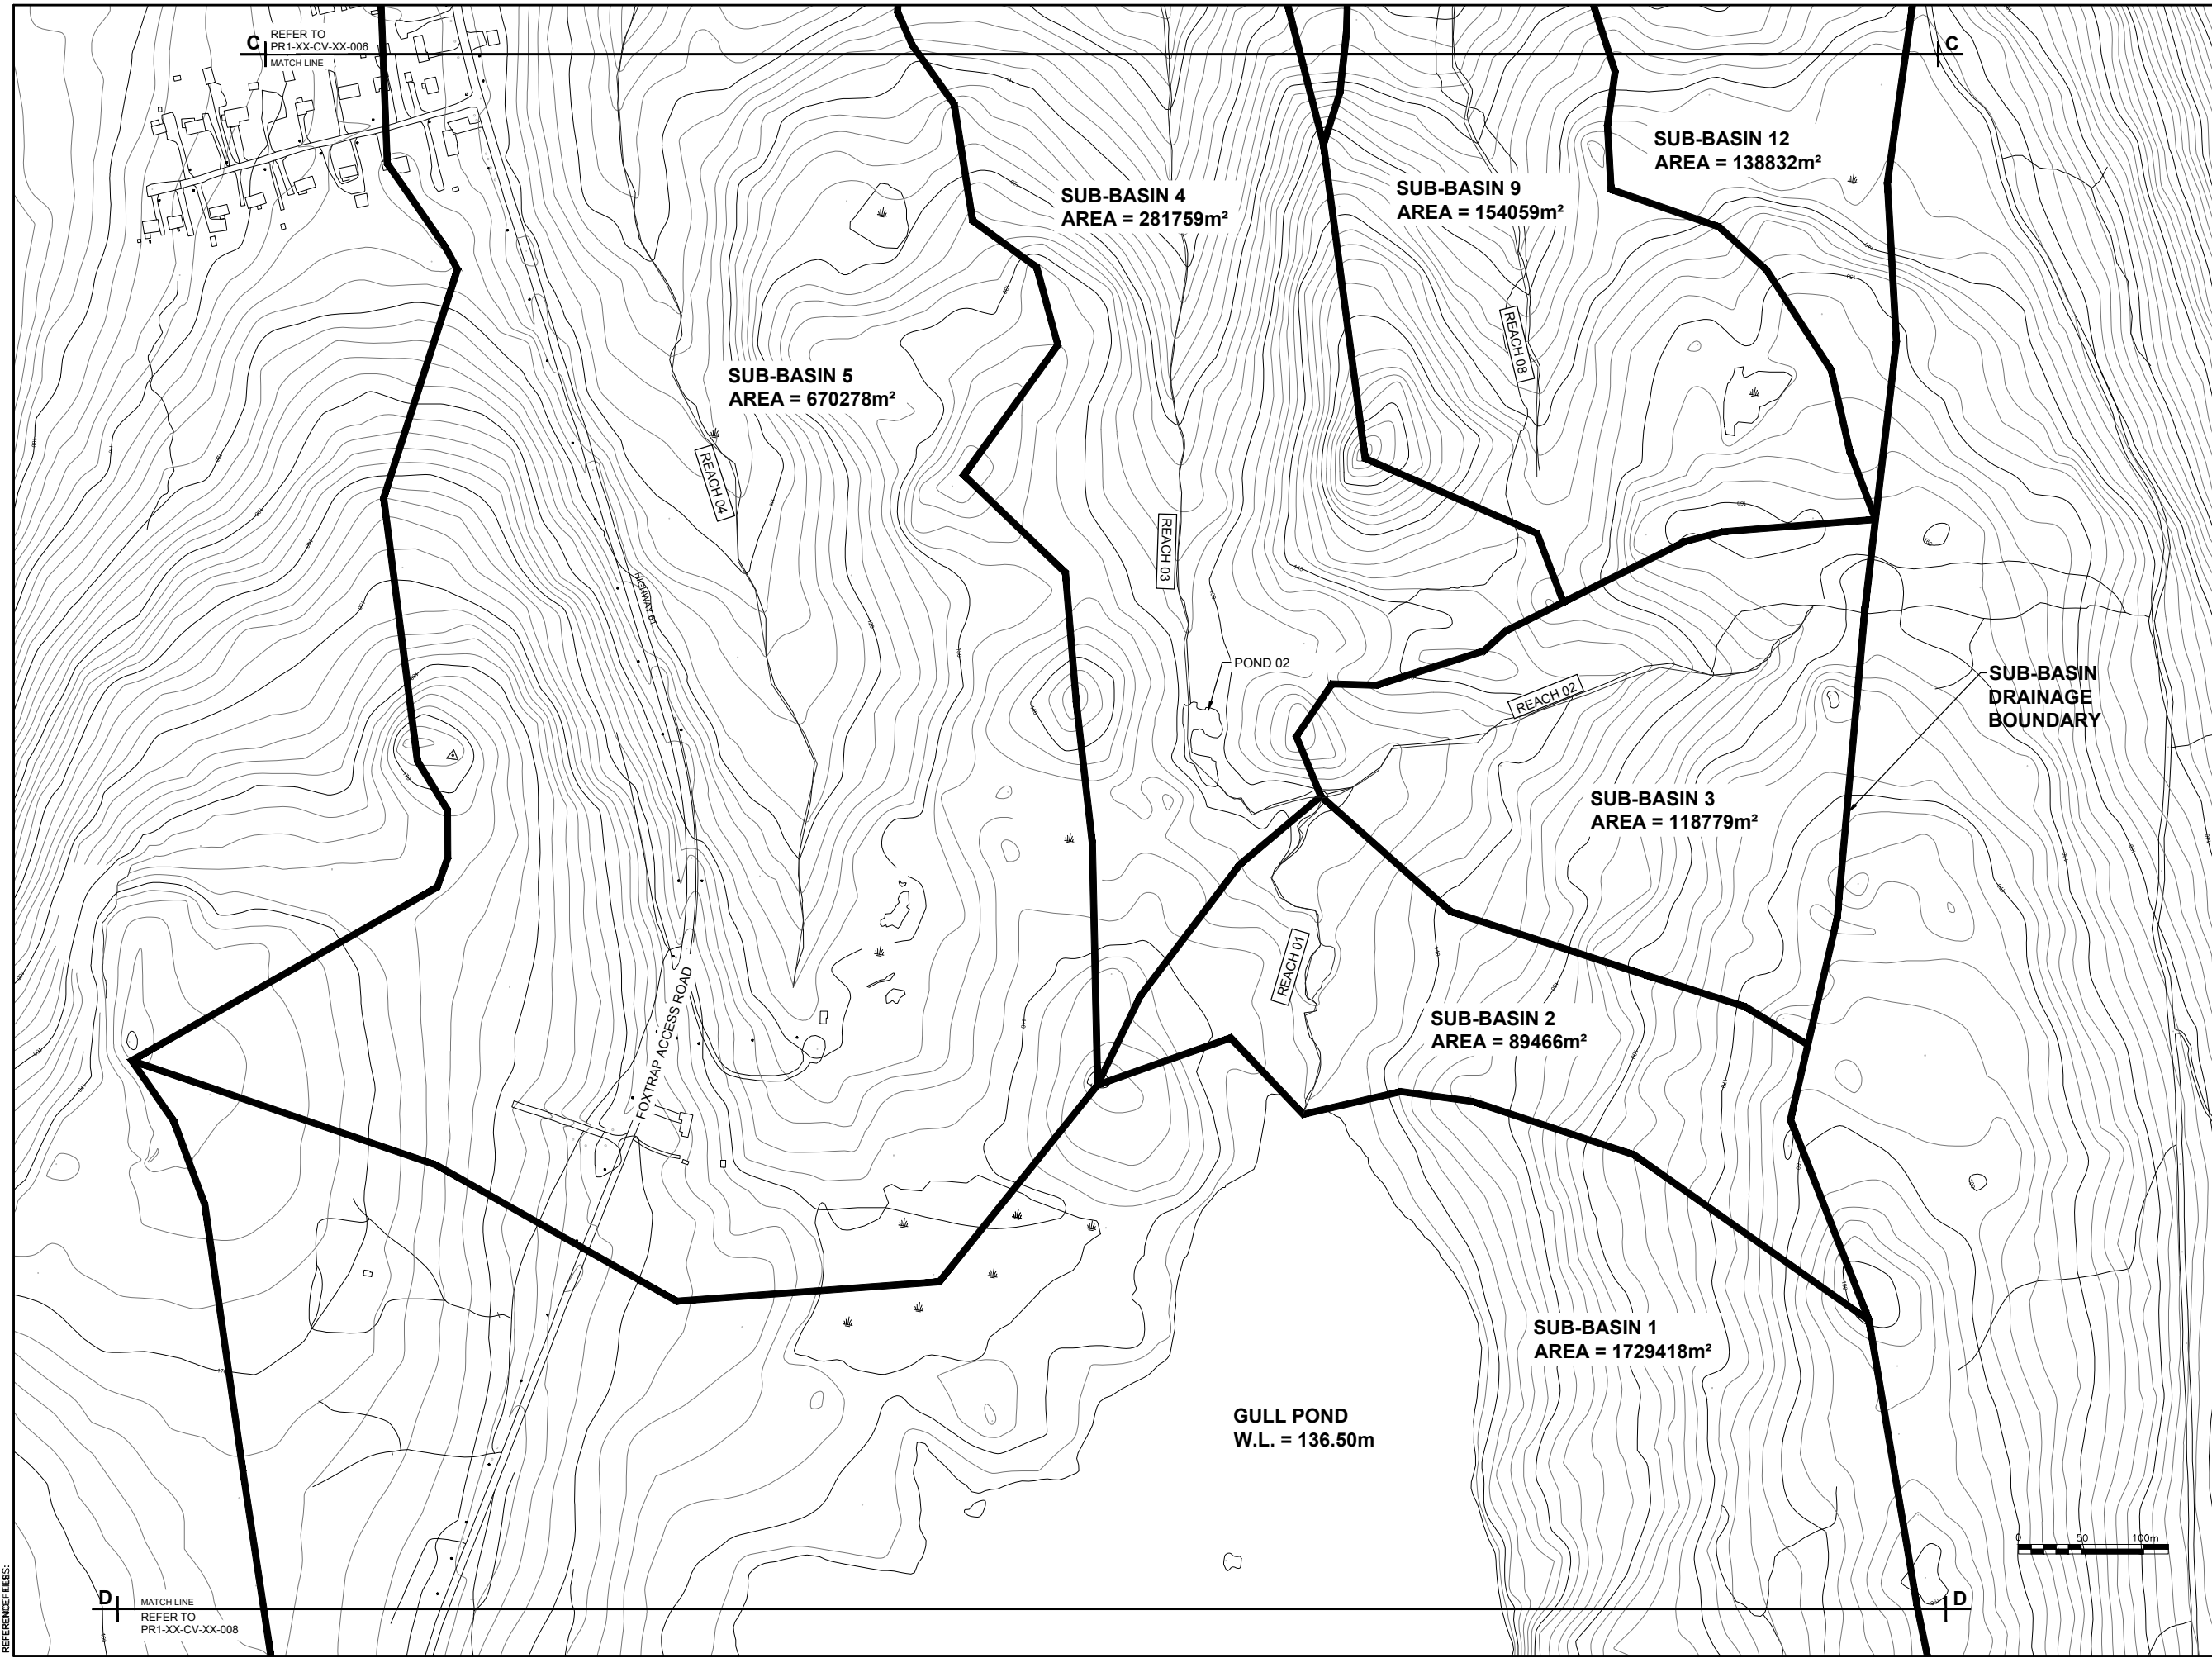 C
REFER TO
PR1-XX-CV-XX-006
MATCH LINE
C
SUB-BASIN 12
AREA = 138832m²
SUB-BASIN 4
AREA = 281759m²
SUB-BASIN 9
AREA = 154059m²
REACH 08
SUB-BASIN 5
AREA = 670278m²
REACH 04
REACH 03
HIGHWAY 61
POND 02
REACH 02
SUB-BASIN
DRAINAGE
BOUNDARY
SUB-BASIN 3
AREA = 118779m²
REACH 01
FOXTRAP ACCESS ROAD
SUB-BASIN 2
AREA = 89466m²
SUB-BASIN 1
AREA = 1729418m²
GULL POND
W.L. = 136.50m
0 50 100m
D
MATCH LINE
REFER TO
PR1-XX-CV-XX-008
D